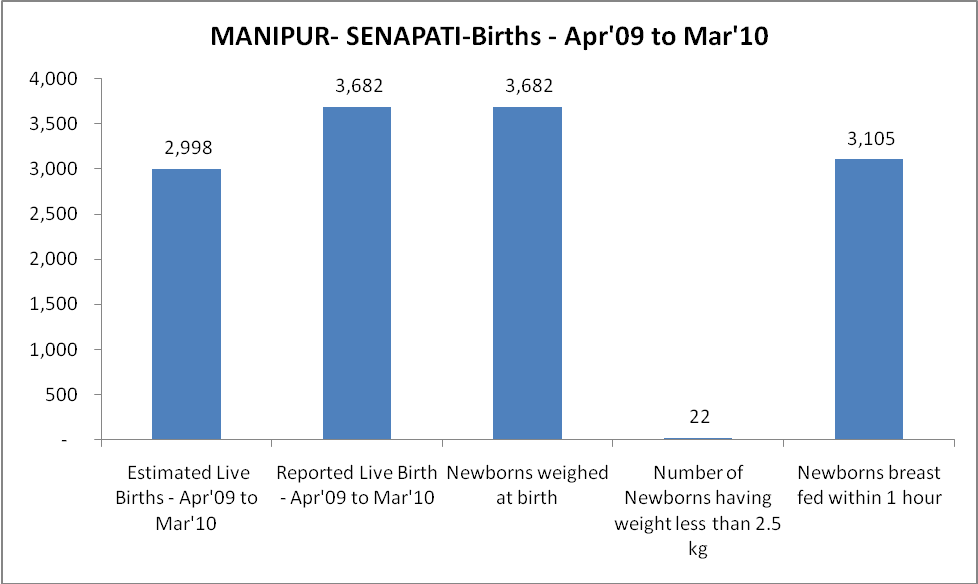 MANIPUR- SENAPATI-Births - Apr'09 to Mar'10
4,000
3,500
3,000
2,500
2,000
1,500
1,000
500
-
2,998
3,682
3,682
22
3,105
Estimated Live
Births - Apr'09 to
Mar'10
Reported Live Birth
- Apr'09 to Mar'10
Newborns weighed
at birth
Number of
Newborns having
weight less than 2.5
kg
Newborns breast
fed within 1 hour